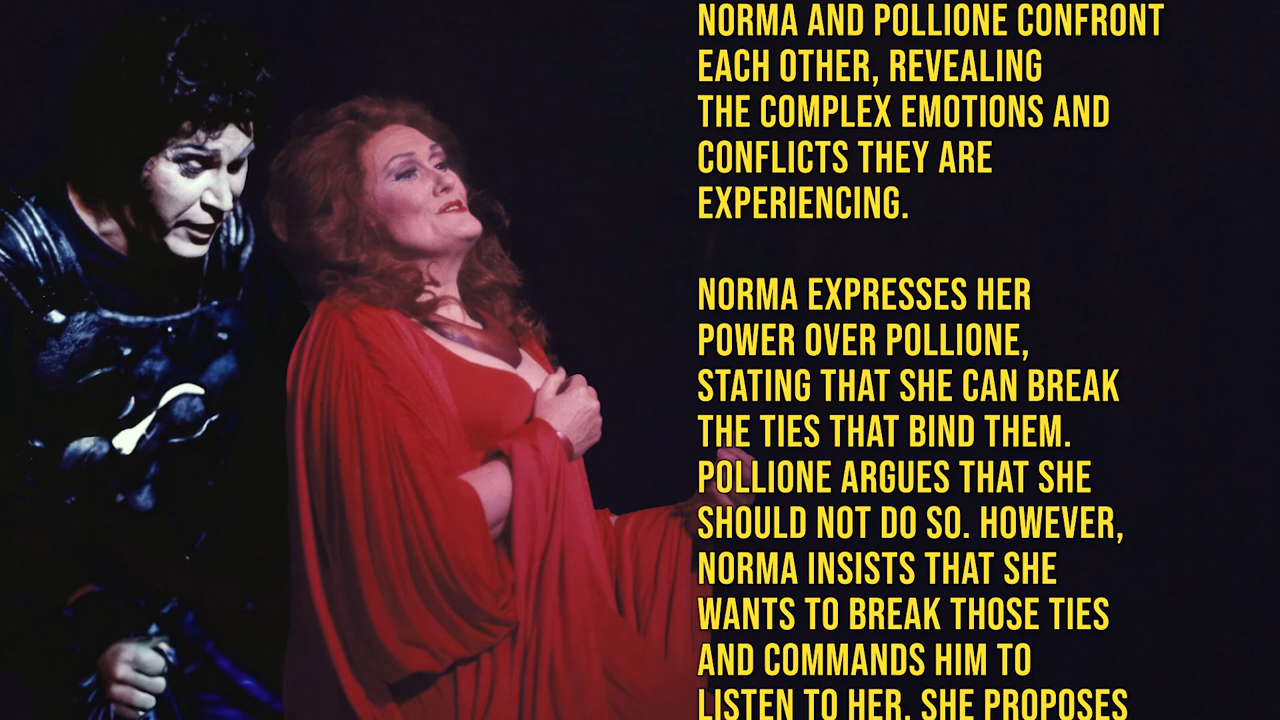 NORMA AND POLLIONE CONFRONT
EACH OTHER, REVEALING
THE COMPLEX EMOTIONS AND
CONFLICTS THEY ARE
EXPERIENCING.
NORMA EXPRESSES HER
POWER OVER POLLIONE,
STATING THAT SHE CAN BREAK
THE TIES THAT BIND THEM.
POLLIONE ARGUES THAT SHE
SHOULD NOT DO SO. HOWEVER,
NORMA INSISTS THAT SHE
WANTS TO BREAK THOSE TIES
AND COMMANDS HIM TO
LISTEN TO HER. SHE PROPOSES